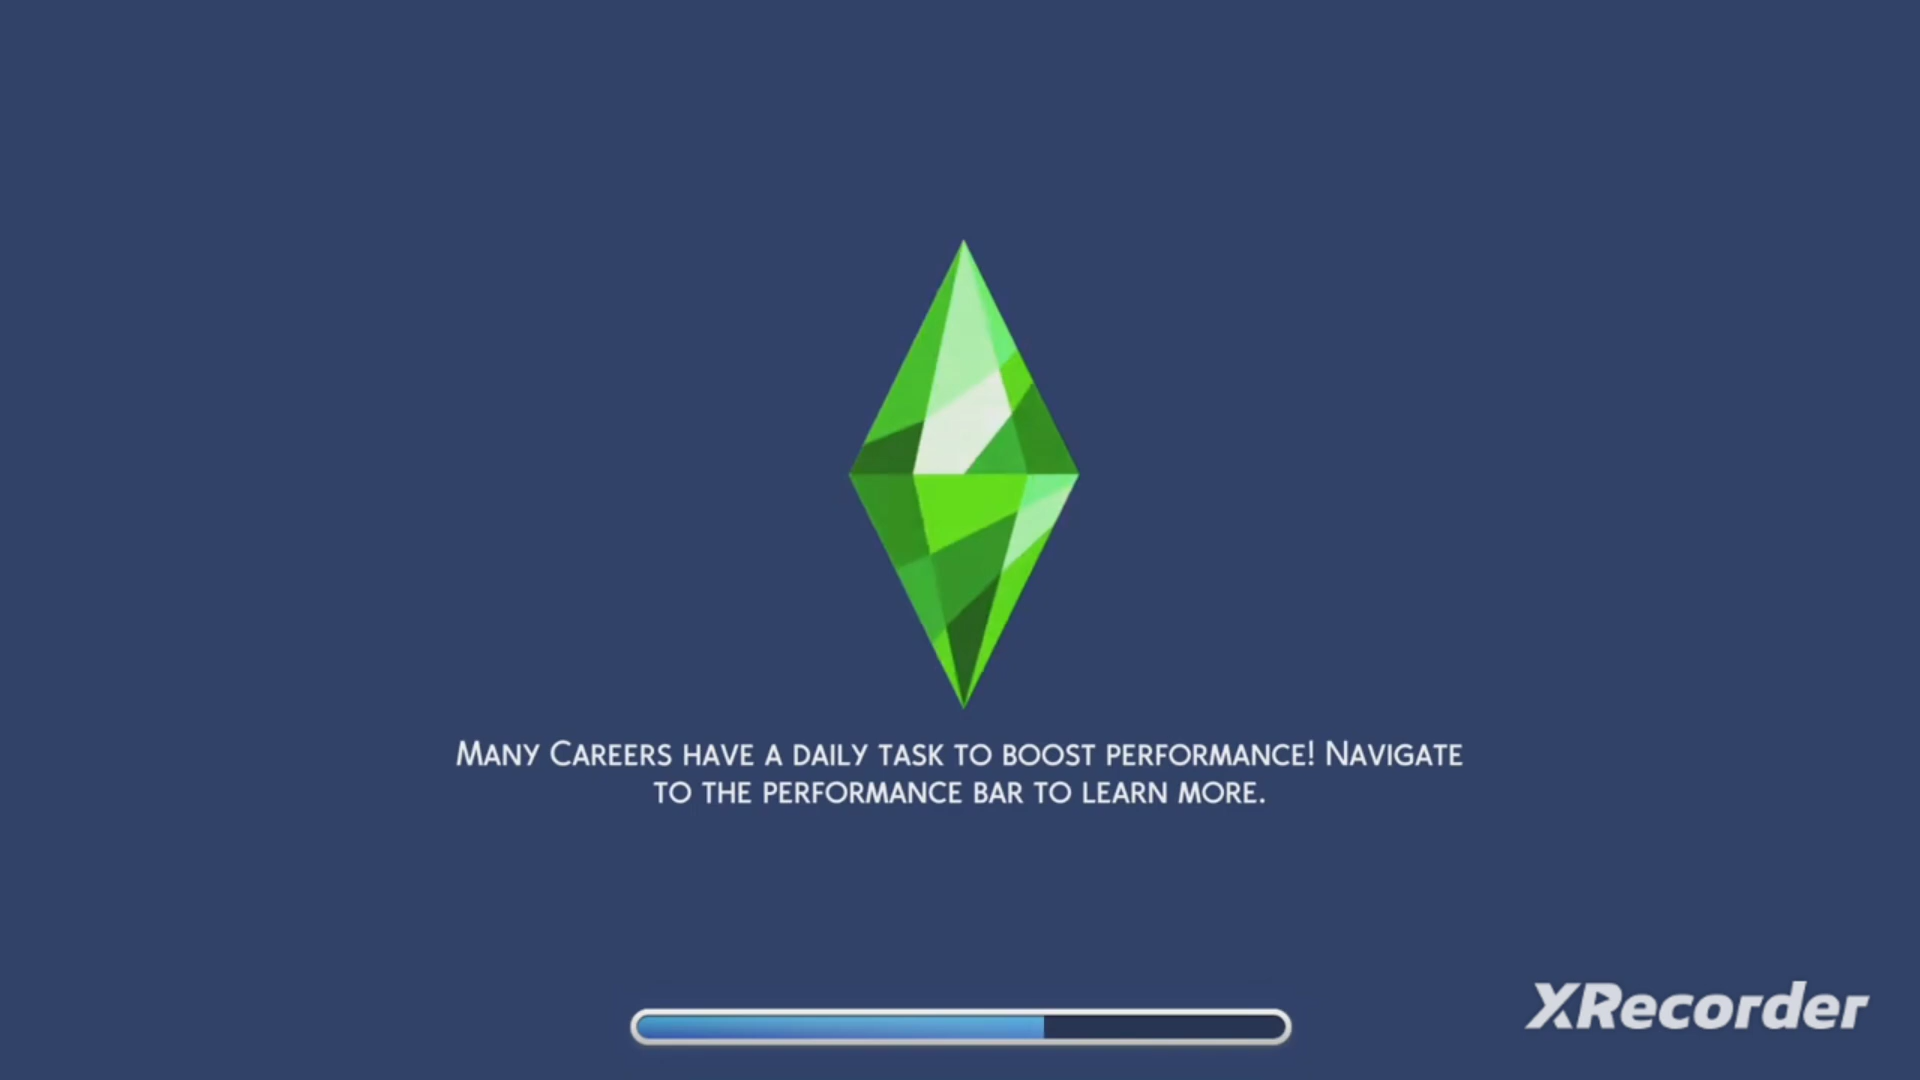 Many Careers have a daily task to boost performance! Navigate
to the performance bar to learn more.
XRecorder